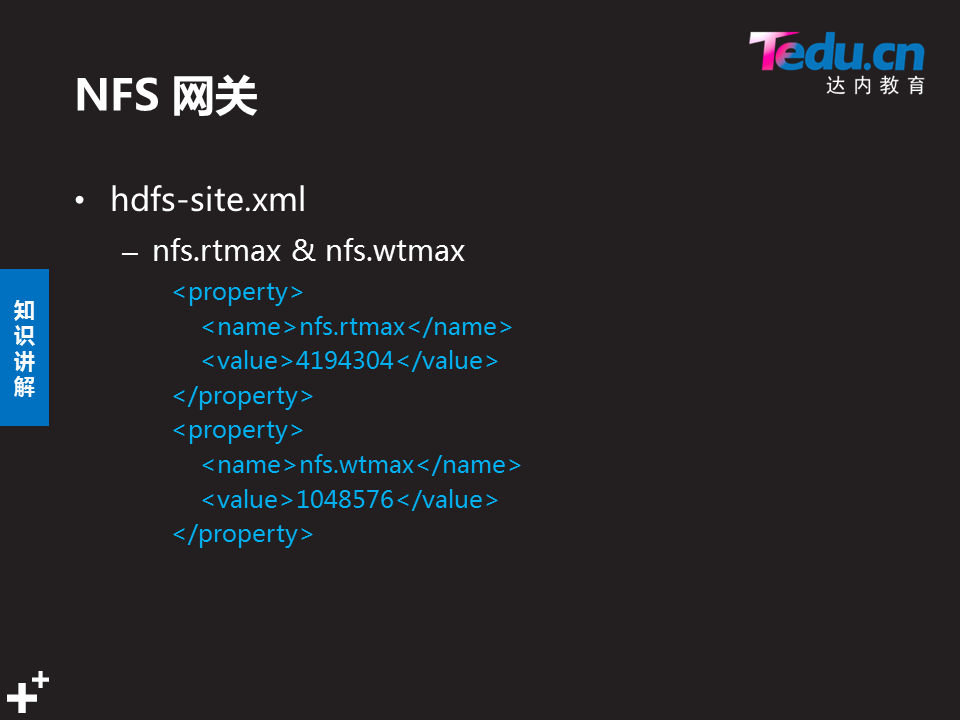 Tedu.cn
达内教育
NFS 网关
• hdfs-site.xml
– nfs.rtmax & nfs.wtmax
<property>
<name>nfs.rtmax</name>
<value>4194304</value>
</property>
<property>
<name>nfs.wtmax</name>
<value>1048576</value>
</property>
知识讲解